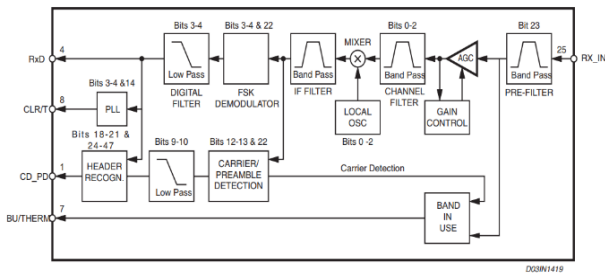 Bits 3-4
Bits 3-4 & 22
MIXER
Bits 0-2
Bit 23
RxD
4
25
RX_IN
AGC
Low Pass
Band Pass
Band Pass
Band Pass
DIGITAL
FILTER
FSK
DEMODULATOR
IF FILTER
CHANNEL
FILTER
PRE-FILTER
Bits 3-4 &14
CLR/T
8
PLL
LOCAL
OSC
GAIN
CONTROL
Bits 0 -2
Bits 18-21 &
24-47
Bits 9-10
Bits 12-13 & 22
CD_PD
1
HEADER
RECOGN.
Low Pass
CARRIER/
PREAMBLE
DETECTION
Carrier Detection
BU/THERM
7
BAND
IN
USE
D03IN1419